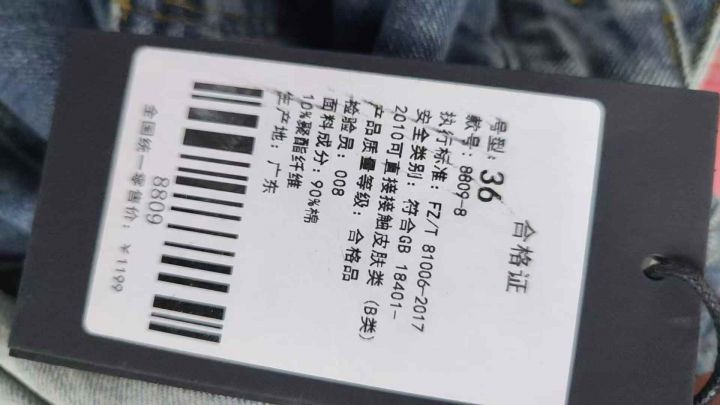 合格证
号型: 36
款号: 8809-8
执行标准: FZ/T 81006-2017
安全类别: 符合GB 18401-
2010可直接接触皮肤类 (B类)
产品质量等级: 合格品
检验员: 008
面料成分: 90%棉
10%聚酯纤维
生产地: 广东
8809
全国统一零售价: ¥1199